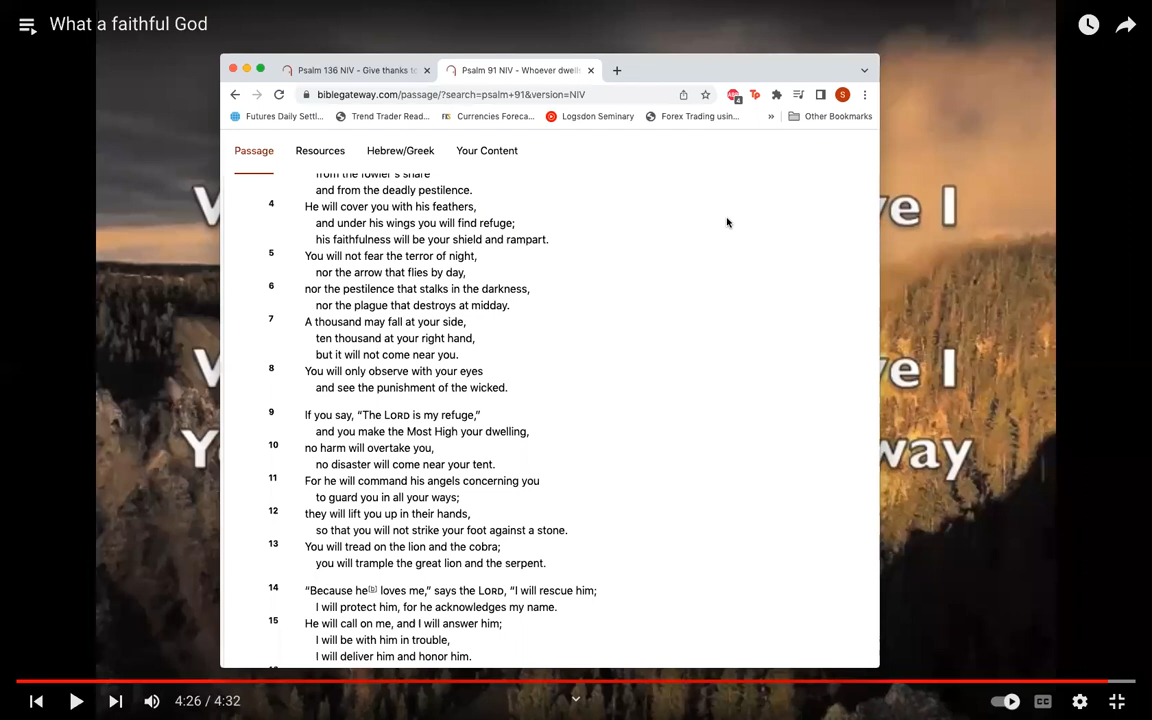 What a faithful God
Psalm 136 NIV - Give thanks to
Psalm 91 NIV - Whoever dwells
biblegateway.com/passage/?search=psalm+91&version=NIV
S
4
Futures Daily Settl...
Trend Trader Read...
Currencies Foreca...
Logsdon Seminary
Forex Trading usin...
»
Other Bookmarks
Passage
Resources
Hebrew/Greek
Your Content
from the fowler's snare
and from the deadly pestilence.
4 He will cover you with his feathers,
and under his wings you will find refuge;
his faithfulness will be your shield and rampart.
5 You will not fear the terror of night,
nor the arrow that flies by day,
6 nor the pestilence that stalks in the darkness,
nor the plague that destroys at midday.
7 A thousand may fall at your side,
ten thousand at your right hand,
but it will not come near you.
8 You will only observe with your eyes
and see the punishment of the wicked.
9 If you say, “The LORD is my refuge,”
and you make the Most High your dwelling,
10 no harm will overtake you,
no disaster will come near your tent.
11 For he will command his angels concerning you
to guard you in all your ways;
12 they will lift you up in their hands,
so that you will not strike your foot against a stone.
13 You will tread on the lion and the cobra;
you will trample the great lion and the serpent.
14 “Because he[b] loves me,” says the LORD, “I will rescue him;
I will protect him, for he acknowledges my name.
15 He will call on me, and I will answer him;
I will be with him in trouble,
I will deliver him and honor him.
4:26 / 4:32
CC